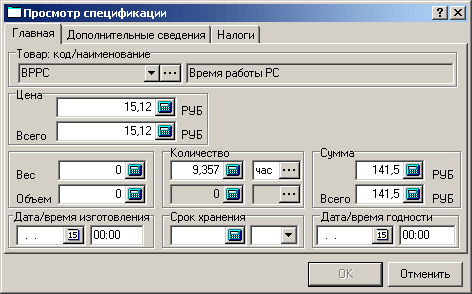 Просмотр спецификации
Главная Дополнительные сведения Налоги
Товар: код/наименование
ВРРС ... Время работы РС
Цена
15,12 РУБ
Всего 15,12 РУБ
Вес 0
Объем 0
Количество
9,357 час ...
0 ...
Сумма
141,5 РУБ
Всего 141,5 РУБ
Дата/время изготовления
. . 15 00:00
Срок хранения
Дата/время годности
. . 15 00:00
OK Отменить